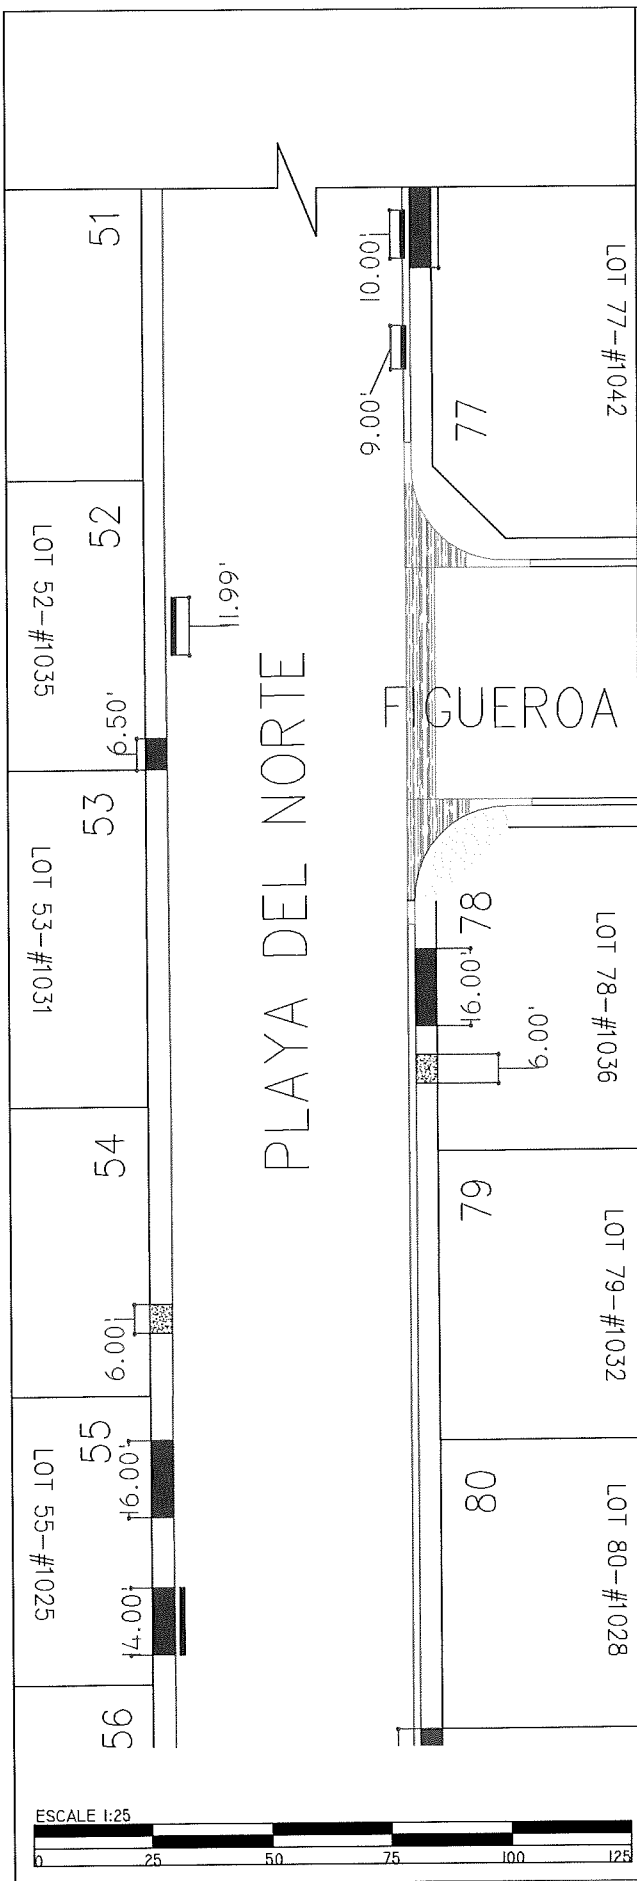 51
10.00'
LOT 77-#1042
9.00'
77
52
LOT 52-#1035
11.99'
6.50'
PLAYA DEL NORTE
FIGUEROA
53
LOT 53-#1031
78
16.00'
LOT 78-#1036
6.00'
54
6.00'
79
LOT 79-#1032
55
16.00'
LOT 55-#1025
14.00'
80
LOT 80-#1028
56
ESCALE 1:25
0 25 50 75 100 125